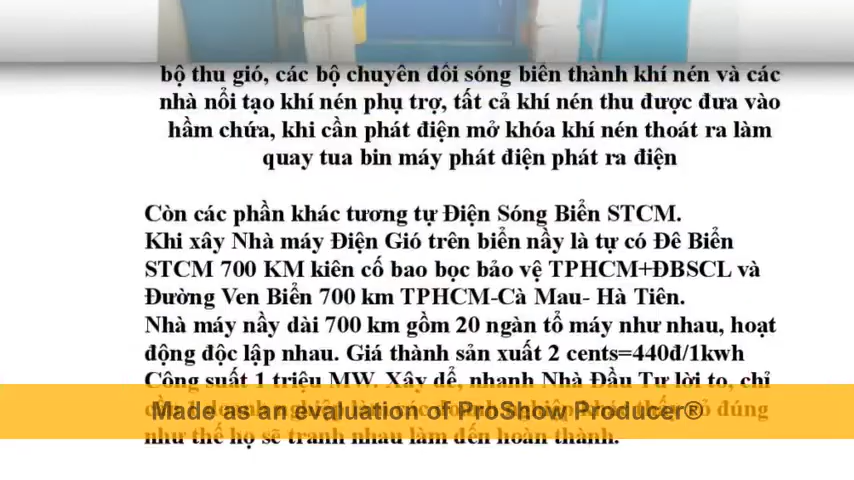 bộ thu gió, các bộ chuyên đổi sóng biển thành khí nén và các
nhà nổi tạo khí nén phụ trợ, tất cả khí nén thu được đưa vào
hầm chứa, khi cần phát điện mở khóa khí nén thoát ra làm
quay tua bin máy phát điện phát ra điện
Còn các phần khác tương tự Điện Sóng Biển STCM.
Khi xây Nhà máy Điện Gió trên biển nầy là tự có Đê Biển
STCM 700 KM kiên cố bao bọc bảo vệ TPHCM+ĐBSCL và
Đường Ven Biển 700 km TPHCM-Cà Mau- Hà Tiên.
Nhà máy nầy dài 700 km gồm 20 ngàn tổ máy như nhau, hoạt
động độc lập nhau. Giá thành sản xuất 2 cents=440đ/1kwh
Công suất 1 triệu MW. Xây dễ, nhanh Nhà Đầu Tư lời to, chỉ
đúng
Made as an evaluation of ProShow Producer®
như thế họ sẽ tranh nhau làm đến hoàn thành.